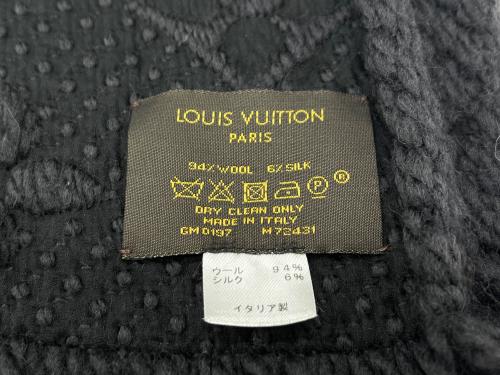 LOUIS VUITTON
PARIS
94% WOOL 6% SILK
P ®
DRY CLEAN ONLY
MADE IN ITALY
GM0197 M72431
ウール 94%
シルク 6%
イタリア製